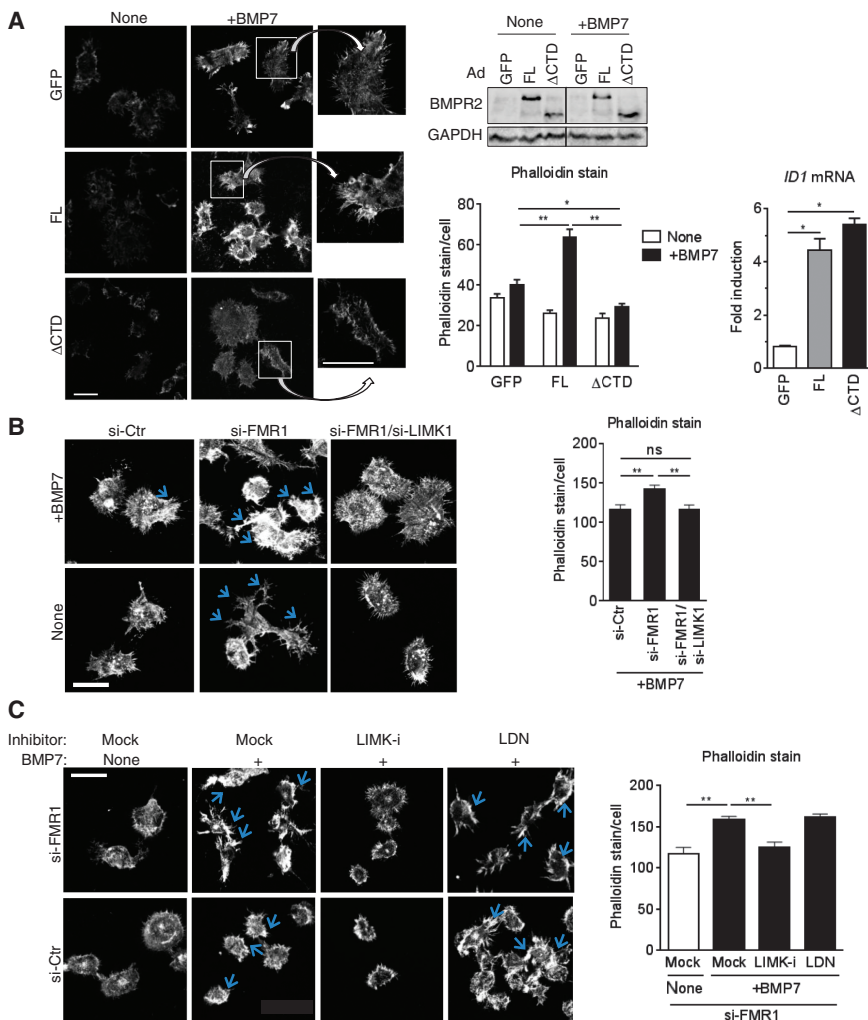 A
None
+BMP7
GFP
FL
ΔCTD
None
+BMP7
Ad
GFP
FL
ΔCTD
GFP
FL
ΔCTD
BMPR2
GAPDH
Phalloidin stain
Phalloidin stain/cell
80
60
40
20
0
*
**
**
GFP
FL
ΔCTD
None
+BMP7
ID1 mRNA
Fold induction
6
4
2
0
*
*
GFP
FL
ΔCTD
B
si-Ctr
si-FMR1
si-FMR1/si-LIMK1
+BMP7
None
Phalloidin stain
Phalloidin stain/cell
200
150
100
50
0
ns
**
**
si-Ctr
si-FMR1
si-FMR1/
si-LIMK1
+BMP7
C
Inhibitor: Mock Mock LIMK-i LDN
BMP7: None + + +
si-FMR1
si-Ctr
Phalloidin stain
Phalloidin stain/cell
200
150
100
50
0
**
**
Mock Mock LIMK-i LDN
None +BMP7
si-FMR1